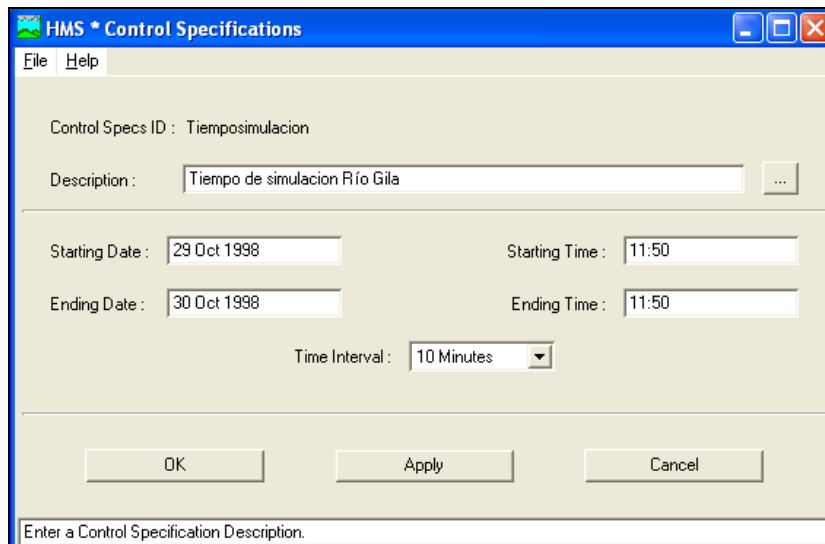 HMS * Control Specifications
File Help
Control Specs ID : Tiemposimulacion
Description : Tiempo de simulacion Río Gila ...
Starting Date : 29 Oct 1998 Starting Time : 11:50
Ending Date : 30 Oct 1998 Ending Time : 11:50
Time Interval : 10 Minutes
OK Apply Cancel
Enter a Control Specification Description.